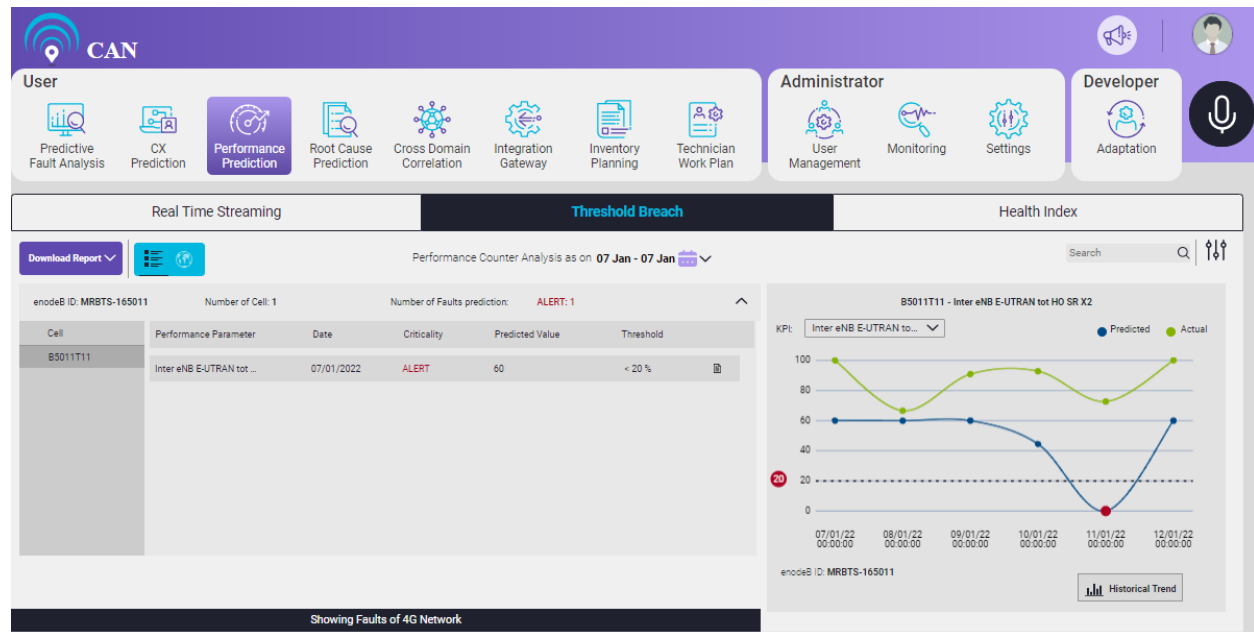 CAN
User
Administrator
Developer
Predictive
Fault Analysis
CX
Prediction
Performance
Prediction
Root Cause
Prediction
Cross Domain
Correlation
Integration
Gateway
Inventory
Planning
Technician
Work Plan
User
Management
Monitoring
Settings
Adaptation
Real Time Streaming
Threshold Breach
Health Index
Download Report
Performance Counter Analysis as on 07 Jan - 07 Jan
Search
enodeB ID: MRBTS-165011
Number of Cell: 1
Number of Faults prediction: ALERT: 1
Cell
Performance Parameter
Date
Criticality
Predicted Value
Threshold
B5011T11
Inter eNB E-UTRAN tot ...
07/01/2022
ALERT
60
< 20 %
B5011T11 - Inter eNB E-UTRAN tot HO SR X2
KPI: Inter eNB E-UTRAN to...
Predicted
Actual
100
80
60
40
20 20
0
07/01/22
00:00:00
08/01/22
00:00:00
09/01/22
00:00:00
10/01/22
00:00:00
11/01/22
00:00:00
12/01/22
00:00:00
enodeB ID: MRBTS-165011
Historical Trend
Showing Faults of 4G Network